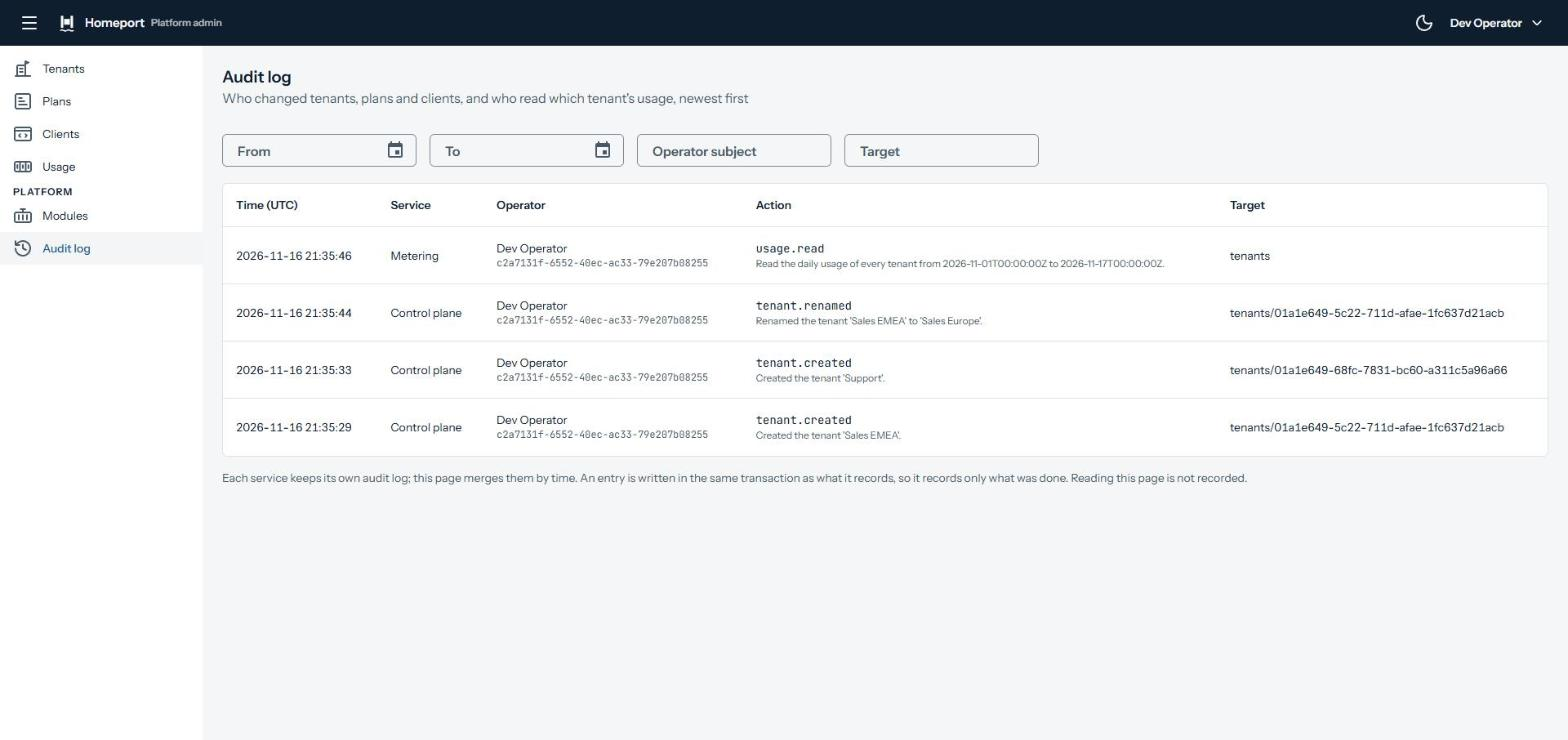 Homeport Platform admin
Dev Operator
Tenants
Plans
Clients
Usage
PLATFORM
Modules
Audit log
Audit log
Who changed tenants, plans and clients, and who read which tenant's usage, newest first
From
To
Operator subject
Target
Time (UTC) Service Operator Action Target
2026-11-16 21:35:46 Metering Dev Operator usage.read tenants
c2a7131f-6552-40ec-ac33-79e207b08255 Read the daily usage of every tenant from 2026-11-01T00:00:00Z to 2026-11-17T00:00:00Z.
2026-11-16 21:35:44 Control plane Dev Operator tenant.renamed tenants/01a1e649-5c22-711d-afae-1fc637d21acb
c2a7131f-6552-40ec-ac33-79e207b08255 Renamed the tenant 'Sales EMEA' to 'Sales Europe'.
2026-11-16 21:35:33 Control plane Dev Operator tenant.created tenants/01a1e649-68fc-7831-bc60-a311c5a96a66
c2a7131f-6552-40ec-ac33-79e207b08255 Created the tenant 'Support'.
2026-11-16 21:35:29 Control plane Dev Operator tenant.created tenants/01a1e649-5c22-711d-afae-1fc637d21acb
c2a7131f-6552-40ec-ac33-79e207b08255 Created the tenant 'Sales EMEA'.
Each service keeps its own audit log; this page merges them by time. An entry is written in the same transaction as what it records, so it records only what was done. Reading this page is not recorded.